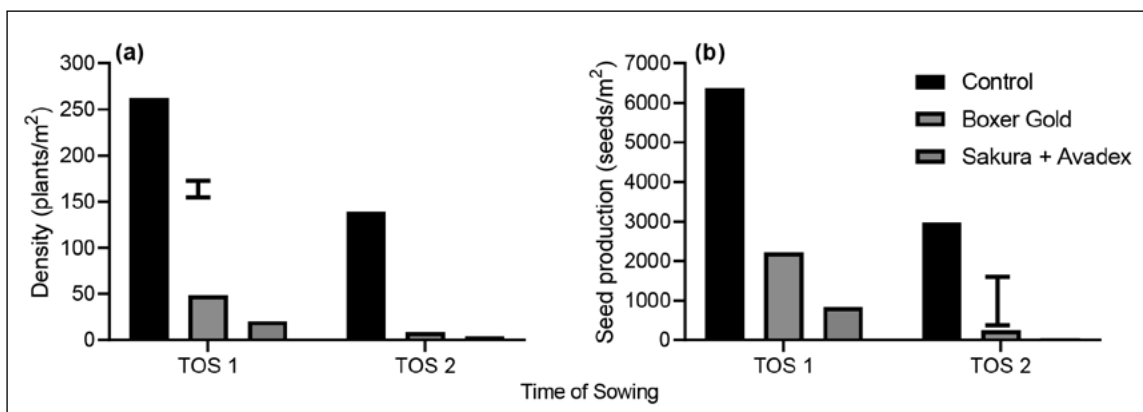 (a)
Density (plants/m²)
300
250
200
150
100
50
0
TOS 1
TOS 2
(b)
Seed production (seeds/m²)
7000
6000
5000
4000
3000
2000
1000
0
TOS 1
TOS 2
Control
Boxer Gold
Sakura + Avadex
Time of Sowing